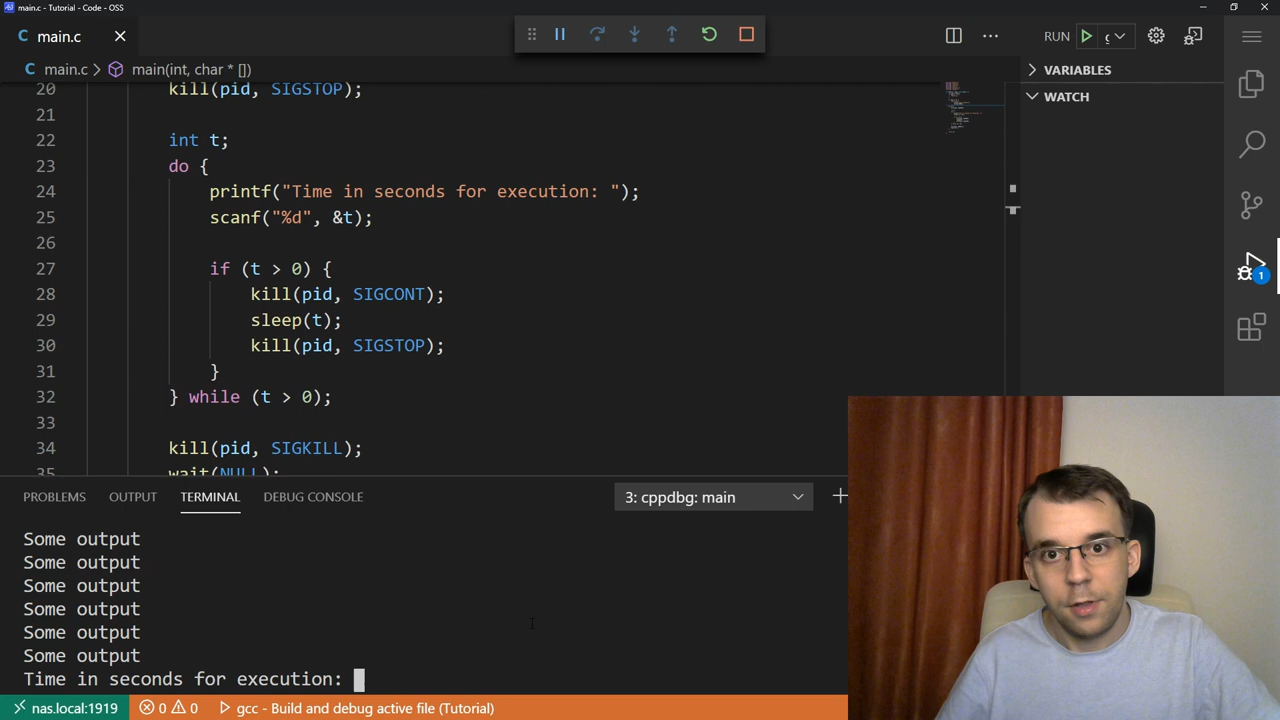 main.c - Tutorial - Code - OSS
C main.c
RUN
C main.c > main(int, char * [])
VARIABLES
WATCH
20 kill(pid, SIGSTOP);
21
22 int t;
23 do {
24 printf("Time in seconds for execution: ");
25 scanf("%d", &t);
26
27 if (t > 0) {
28 kill(pid, SIGCONT);
29 sleep(t);
30 kill(pid, SIGSTOP);
31 }
32 } while (t > 0);
33
34 kill(pid, SIGKILL);
35 wait(NULL);
1
PROBLEMS OUTPUT TERMINAL DEBUG CONSOLE 3: cppdbg: main
Some output
Some output
Some output
Some output
Some output
Some output
Time in seconds for execution:
nas.local:1919 0 0 gcc - Build and debug active file (Tutorial)